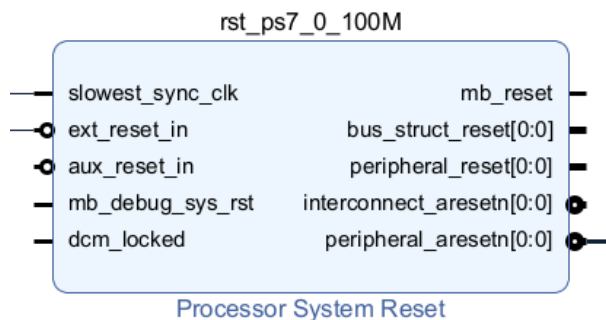 rst_ps7_0_100M
slowest_sync_clk
ext_reset_in
aux_reset_in
mb_debug_sys_rst
dcm_locked
mb_reset
bus_struct_reset[0:0]
peripheral_reset[0:0]
interconnect_aresetn[0:0]
peripheral_aresetn[0:0]
Processor System Reset